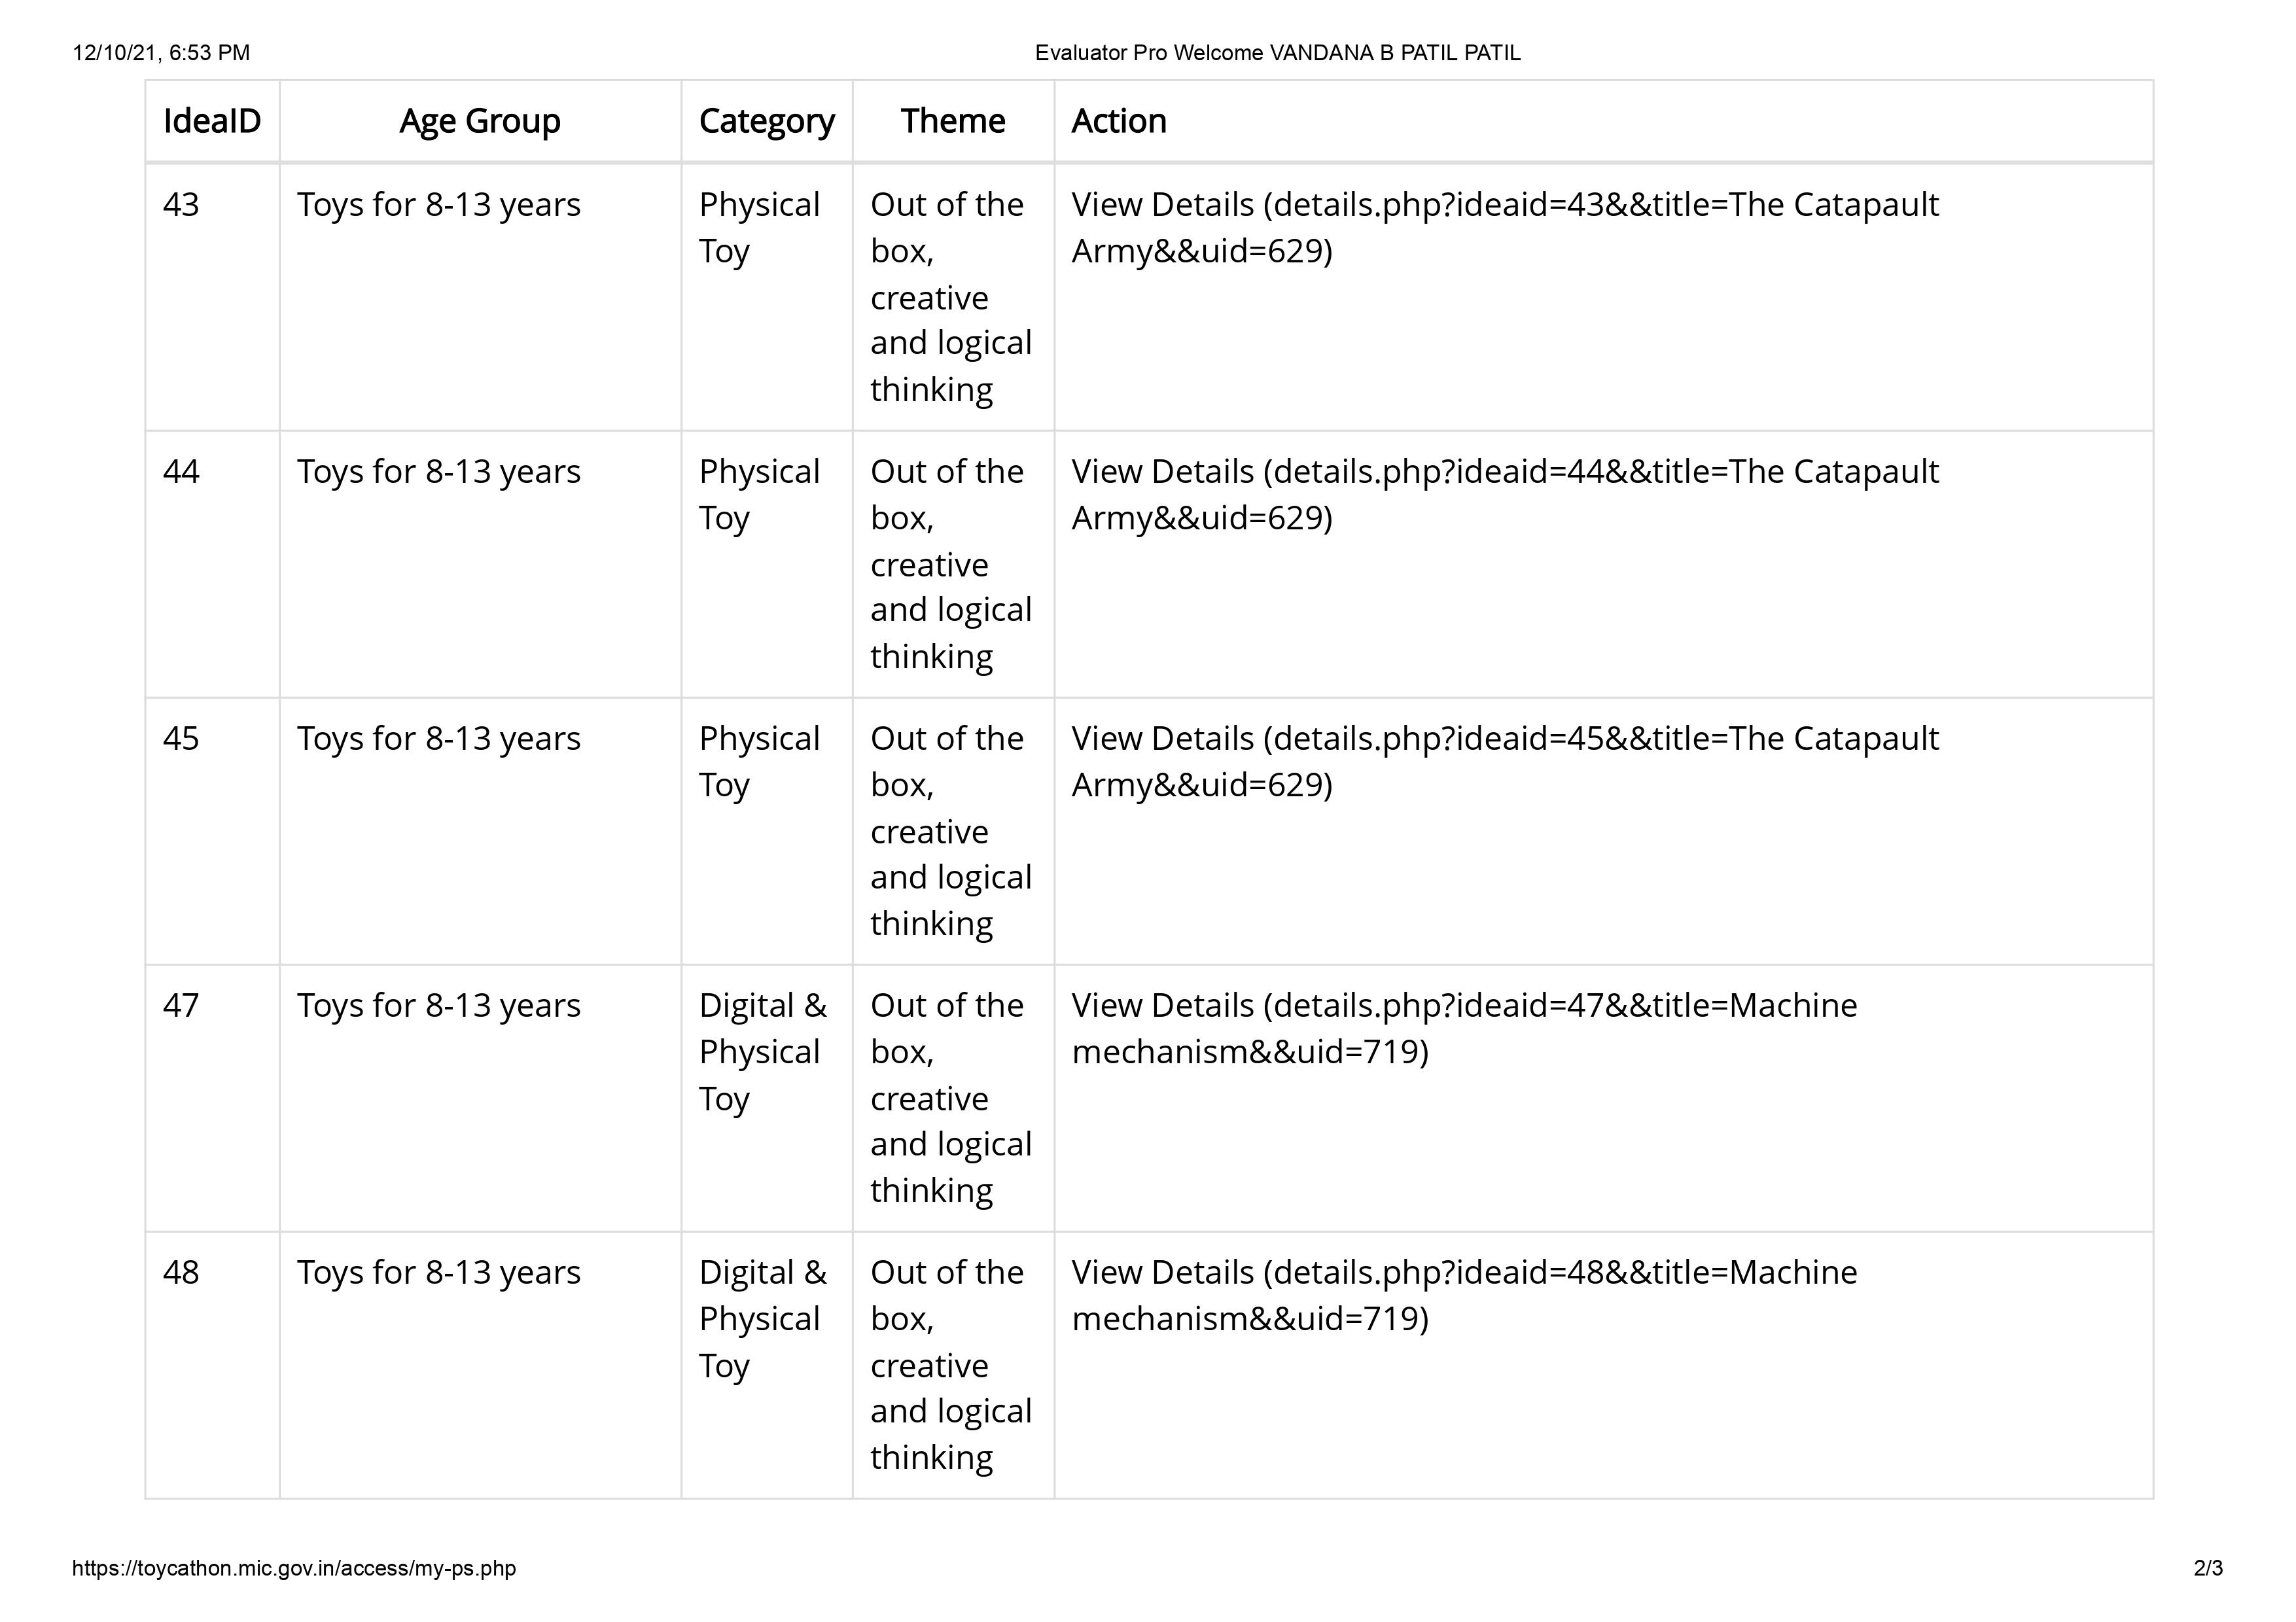 12/10/21, 6:53 PM
Evaluator Pro Welcome VANDANA B PATIL PATIL
IdeaID Age Group Category Theme Action
43 Toys for 8-13 years Physical Out of the View Details (details.php?ideaid=43&&title=The Catapault
Toy box, Army&&uid=629)
creative
and logical
thinking
44 Toys for 8-13 years Physical Out of the View Details (details.php?ideaid=44&&title=The Catapault
Toy box, Army&&uid=629)
creative
and logical
thinking
45 Toys for 8-13 years Physical Out of the View Details (details.php?ideaid=45&&title=The Catapault
Toy box, Army&&uid=629)
creative
and logical
thinking
47 Toys for 8-13 years Digital & Out of the View Details (details.php?ideaid=47&&title=Machine
Physical box, mechanism&&uid=719)
Toy creative
and logical
thinking
48 Toys for 8-13 years Digital & Out of the View Details (details.php?ideaid=48&&title=Machine
Physical box, mechanism&&uid=719)
Toy creative
and logical
thinking
https://toycathon.mic.gov.in/access/my-ps.php
2/3